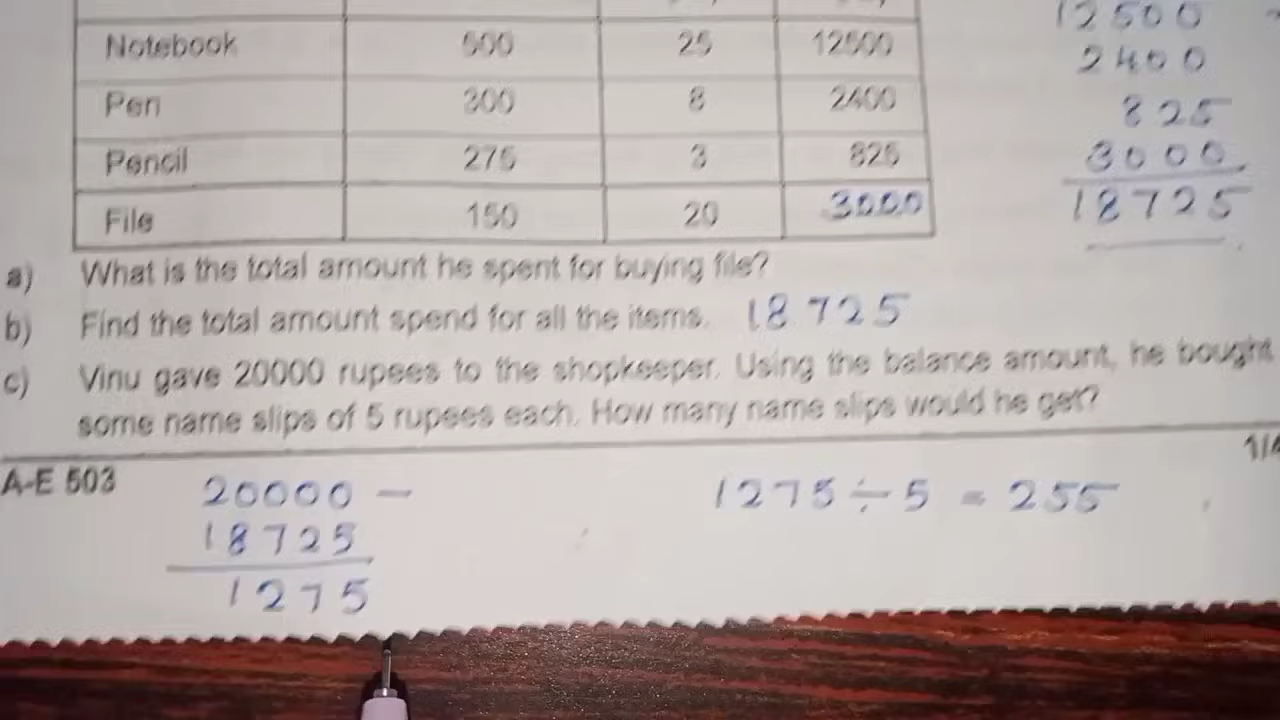 12500 -
Notebook 500 25 12500
2400
Pen 300 8 2400
825
Pencil 275 3 825
3000
File 150 20 3000
18725
a) What is the total amount he spent for buying file?
b) Find the total amount spend for all the items. 18725
c) Vinu gave 20000 rupees to the shopkeeper. Using the balance amount, he bought
some name slips of 5 rupees each. How many name slips would he get?
A-E 503
1/4
20000 -
1275 ÷ 5 = 255
18725
1275